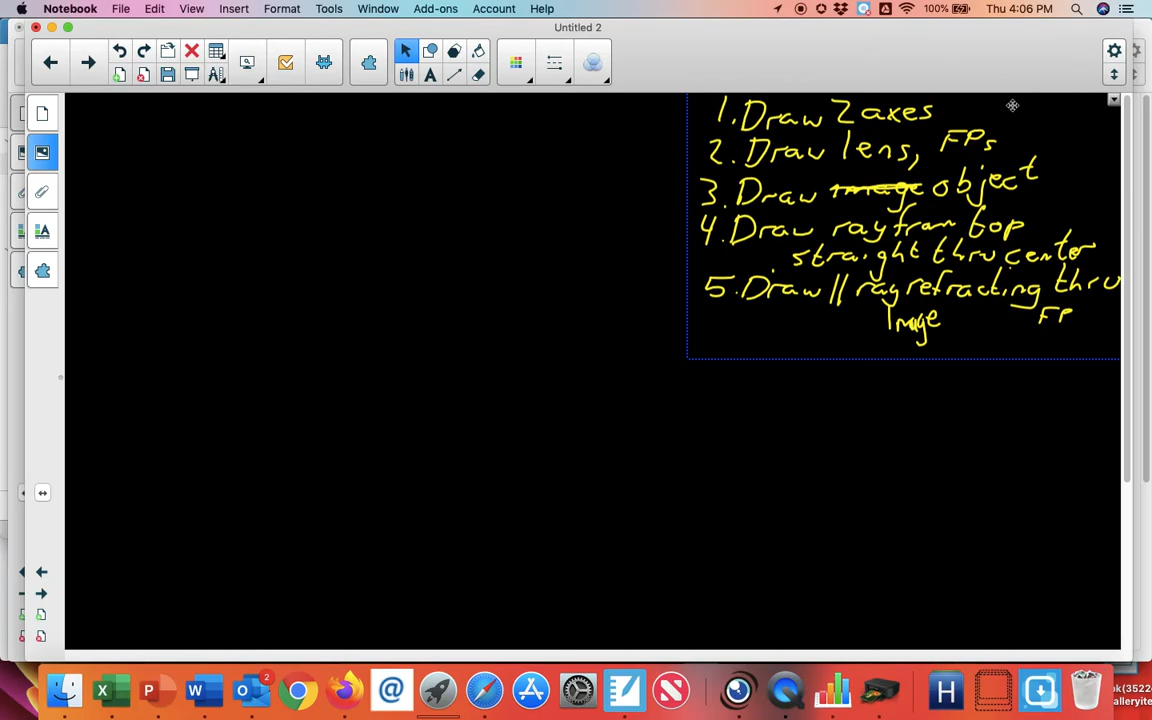 Notebook File Edit View Insert Format Tools Window Add-ons Account Help 100% Thu 4:06 PM
Untitled 2
1. Draw 2 axes
2. Draw lens, FPs
3. Draw image object
4. Draw ray from top
straight thru center
5. Draw || ray refracting thru
Image FP